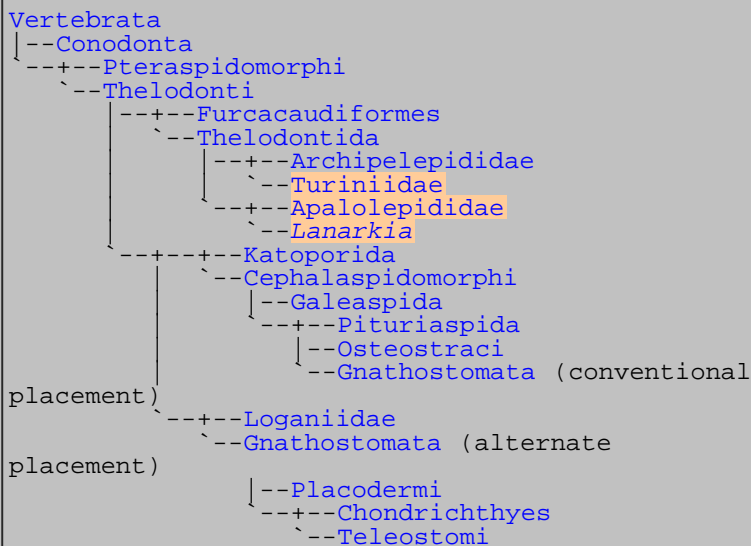 Vertebrata
|--Conodonta
`--+--Pteraspidomorphi
   `--Thelodonti
      |--+--Furcacaudiformes
      |  `--Thelodontida
      |     |--+--Archipelepididae
      |     |  `--Turiniidae
      |     `--+--Apalolepididae
      |        `--Lanarkia
      `--+--+--Katoporida
         |  `--Cephalaspidomorphi
         |     |--Galeaspida
         |     `--+--Pituriaspida
         |        |--Osteostraci
         |        `--Gnathostomata (conventional
placement)
         `--+--Loganiidae
            `--Gnathostomata (alternate
placement)
               |--Placodermi
               `--+--Chondrichthyes
                  `--Teleostomi